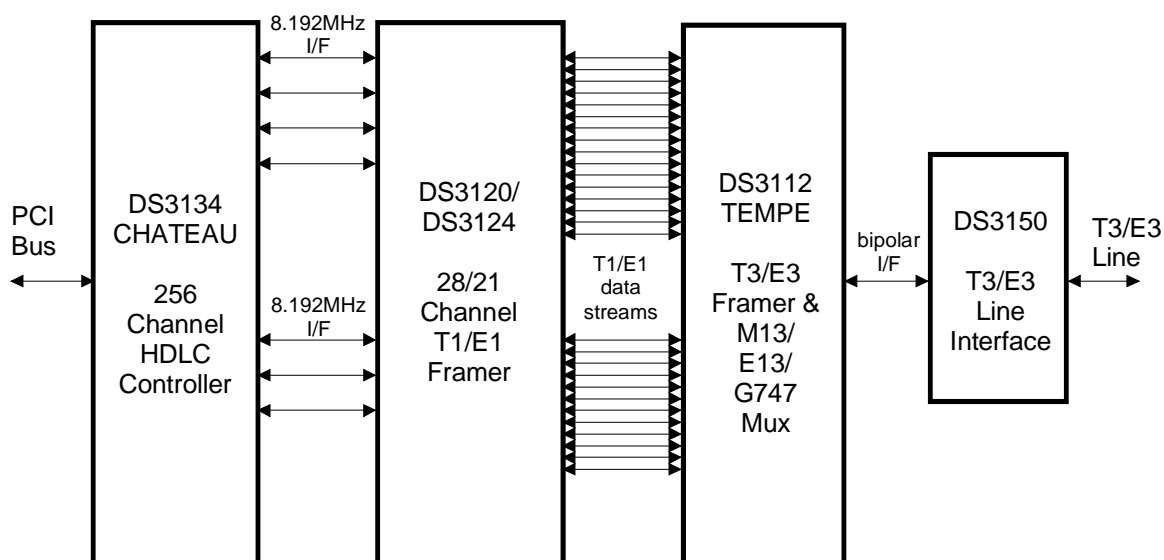 PCI
Bus
DS3134
CHATEAU
256
Channel
HDLC
Controller
8.192MHz
I/F
8.192MHz
I/F
DS3120/
DS3124
28/21
Channel
T1/E1
Framer
T1/E1
data
streams
DS3112
TEMPE
T3/E3
Framer &
M13/
E13/
G747
Mux
bipolar
I/F
DS3150
T3/E3
Line
Interface
T3/E3
Line